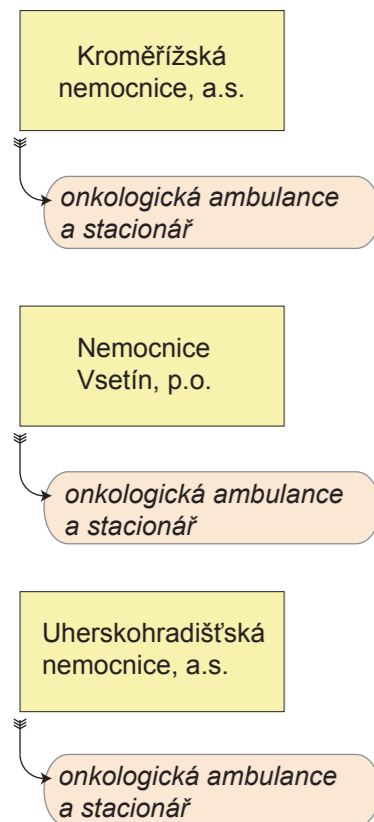 Kroměřížská
nemocnice, a.s.
onkologická ambulance
a stacionář
Nemocnice
Vsetín, p.o.
onkologická ambulance
a stacionář
Uherskohradišťská
nemocnice, a.s.
onkologická ambulance
a stacionář